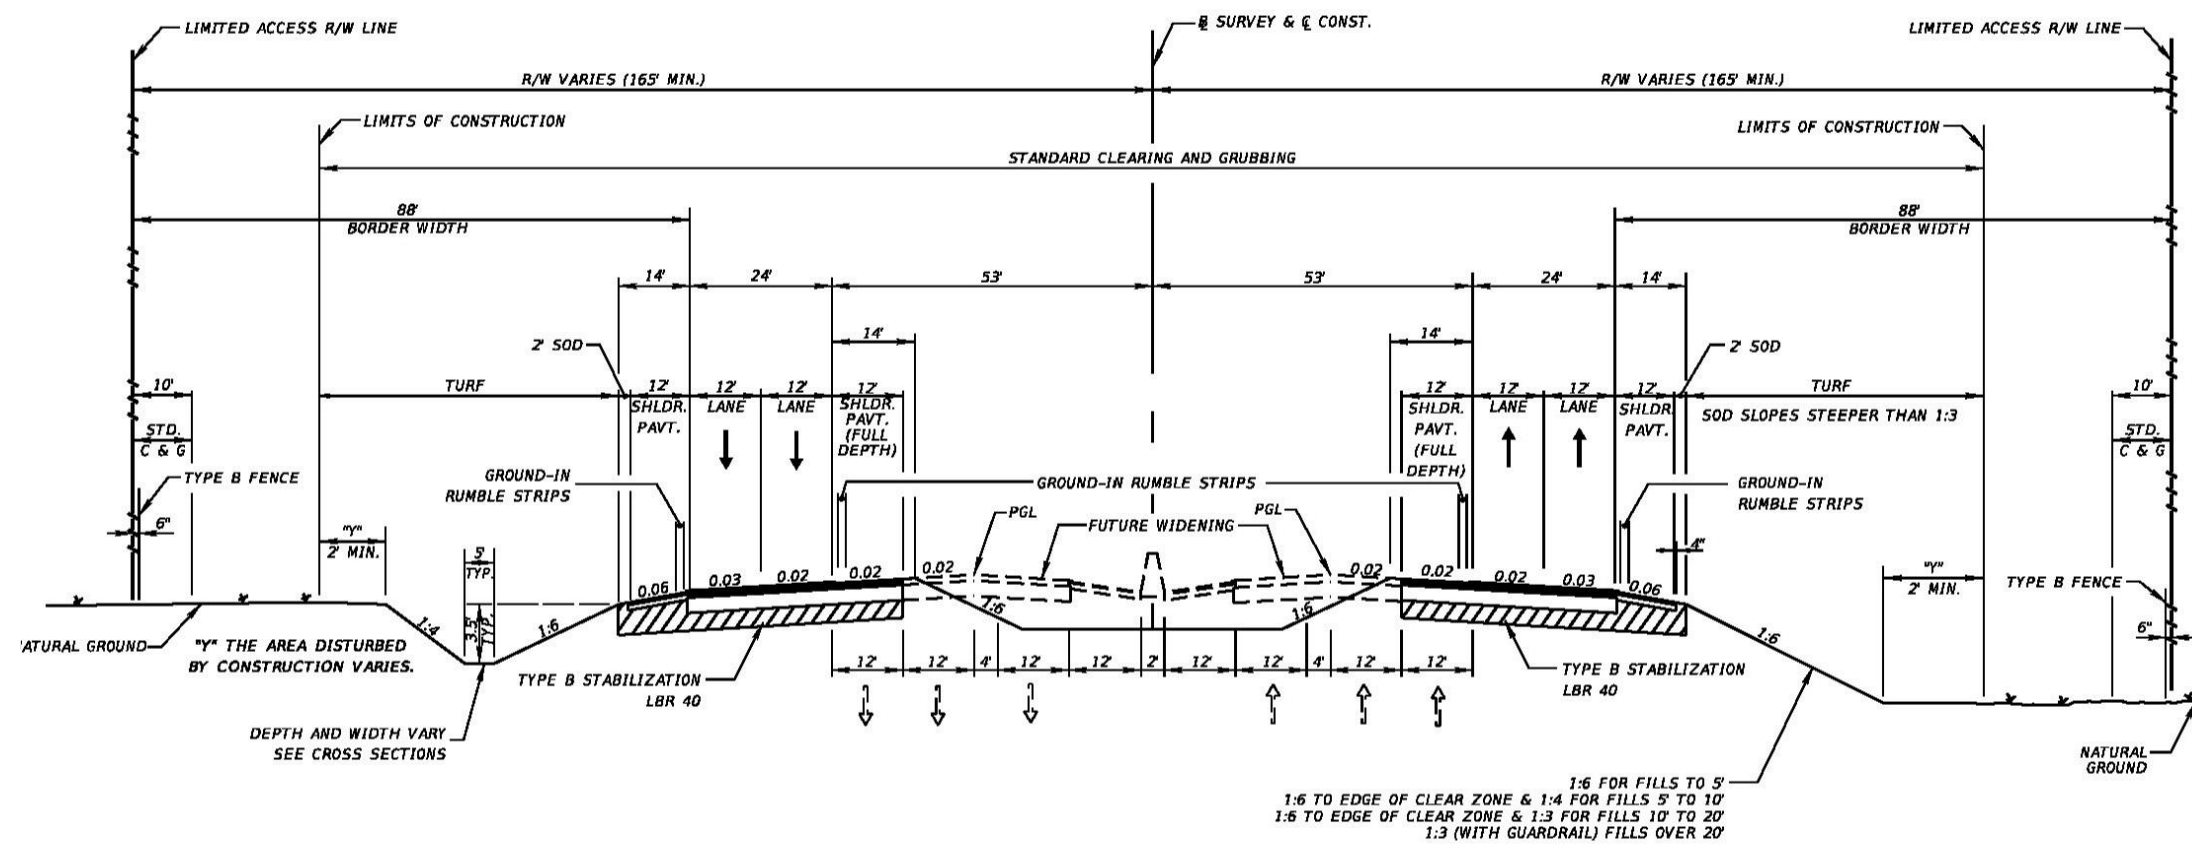 LIMITED ACCESS R/W LINE
℄ SURVEY & ℄ CONST.
LIMITED ACCESS R/W LINE
R/W VARIES (165' MIN.)
R/W VARIES (165' MIN.)
LIMITS OF CONSTRUCTION
LIMITS OF CONSTRUCTION
STANDARD CLEARING AND GRUBBING
88'
BORDER WIDTH
88'
BORDER WIDTH
14'
24'
53'
53'
24'
14'
14'
14'
2' SOD
2' SOD
10'
TURF
12'
SHLDR.
PAVT.
12'
LANE
12'
LANE
12'
SHLDR.
PAVT.
(FULL
DEPTH)
12'
SHLDR.
PAVT.
(FULL
DEPTH)
12'
LANE
12'
LANE
12'
SHLDR.
PAVT.
TURF
SOD SLOPES STEEPER THAN 1:3
10'
STD.
C & G
STD.
C & G
TYPE B FENCE
GROUND-IN
RUMBLE STRIPS
GROUND-IN RUMBLE STRIPS
GROUND-IN
RUMBLE STRIPS
PGL
FUTURE WIDENING
PGL
6"
"Y"
2' MIN.
5'
TYP.
4"
"Y"
2' MIN.
TYPE B FENCE
6"
0.06
0.03
0.02
0.02
0.02
0.02
0.02
0.02
0.03
0.06
1:4
3.5'
TYP.
1:6
1:6
1:6
1:6
'ATURAL GROUND
"Y" THE AREA DISTURBED
BY CONSTRUCTION VARIES.
12'
12'
4'
12'
12'
2'
12'
12'
4'
12'
12'
TYPE B STABILIZATION
LBR 40
TYPE B STABILIZATION
LBR 40
DEPTH AND WIDTH VARY
SEE CROSS SECTIONS
NATURAL
GROUND
1:6 FOR FILLS TO 5'
1:6 TO EDGE OF CLEAR ZONE & 1:4 FOR FILLS 5' TO 10'
1:6 TO EDGE OF CLEAR ZONE & 1:3 FOR FILLS 10' TO 20'
1:3 (WITH GUARDRAIL) FILLS OVER 20'